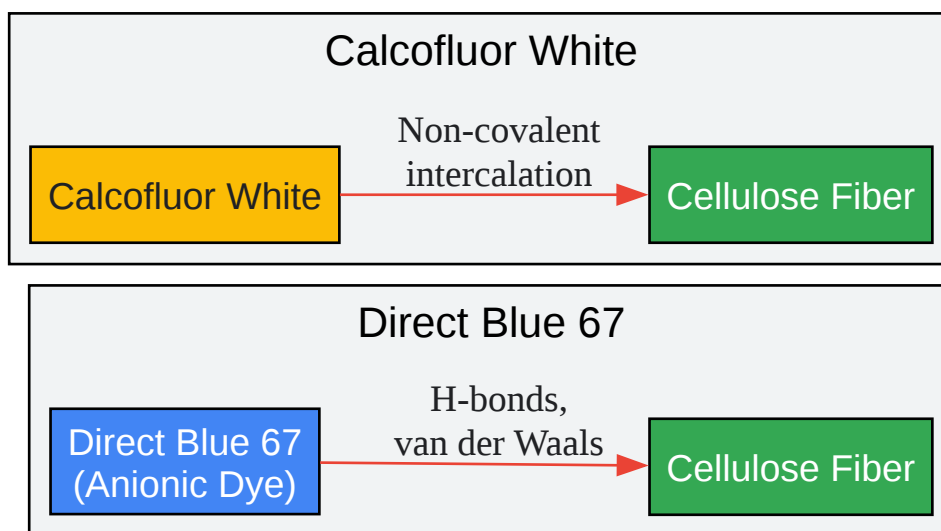 Calcofluor White
Non-covalent
intercalation
Calcofluor White
Cellulose Fiber
Direct Blue 67
H-bonds,
van der Waals
Direct Blue 67
(Anionic Dye)
Cellulose Fiber